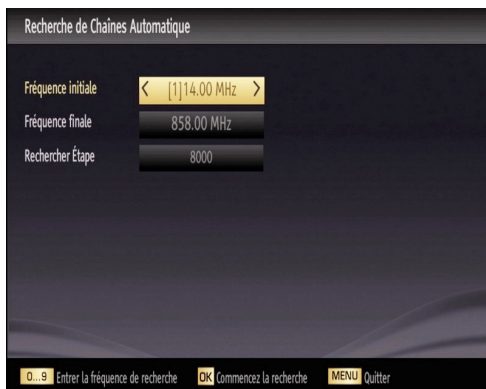 Recherche de Chaînes Automatique
Fréquence initiale [1]14.00 MHz
Fréquence finale 858.00 MHz
Rechercher Étape 8000
0...9 Entrer la fréquence de recherche OK Commencez la recherche MENU Quitter